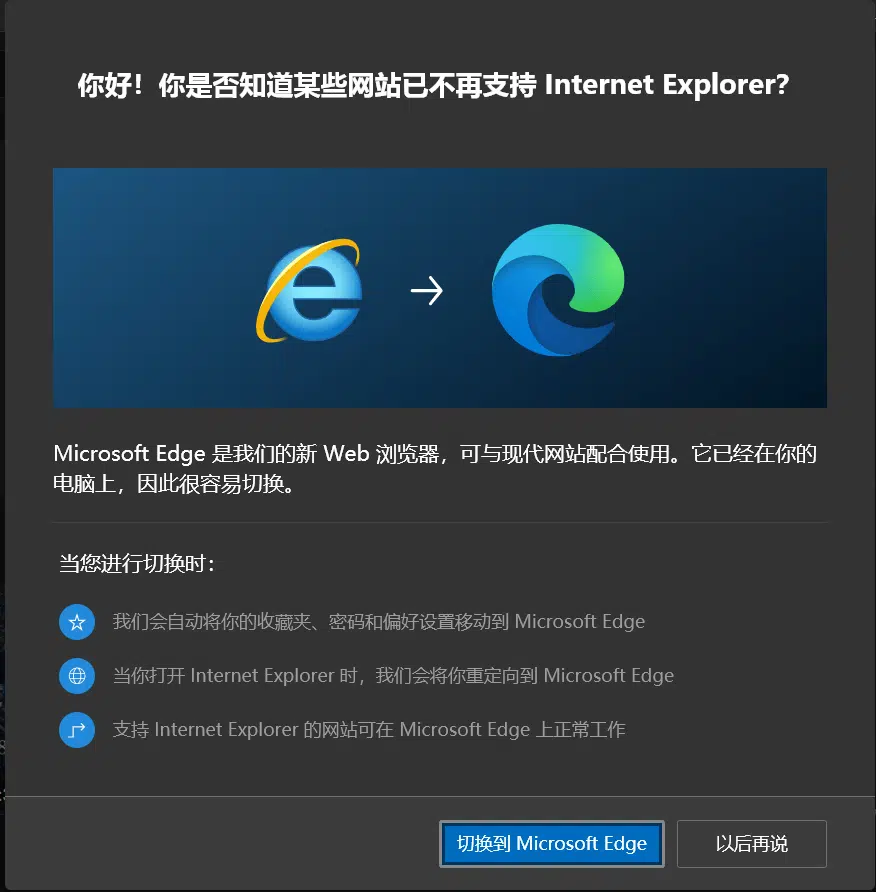 你好！你是否知道某些网站已不再支持 Internet Explorer?
Microsoft Edge 是我们的新 Web 浏览器，可与现代网站配合使用。它已经在你的
电脑上，因此很容易切换。
当您进行切换时：
我们会自动将你的收藏夹、密码和偏好设置移动到 Microsoft Edge
当你打开 Internet Explorer 时，我们会将你重定向到 Microsoft Edge
支持 Internet Explorer 的网站可在 Microsoft Edge 上正常工作
切换到 Microsoft Edge
以后再说